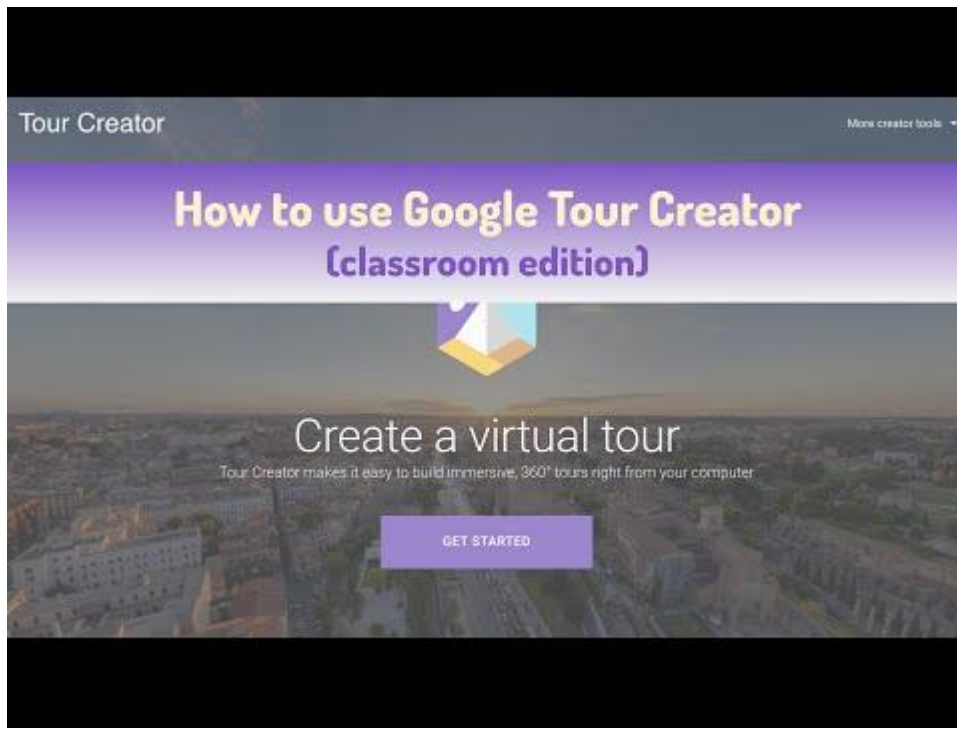 Tour Creator
More creator tools
How to use Google Tour Creator
(classroom edition)
Create a virtual tour
Tour Creator makes it easy to build immersive, 360° tours right from your computer
GET STARTED